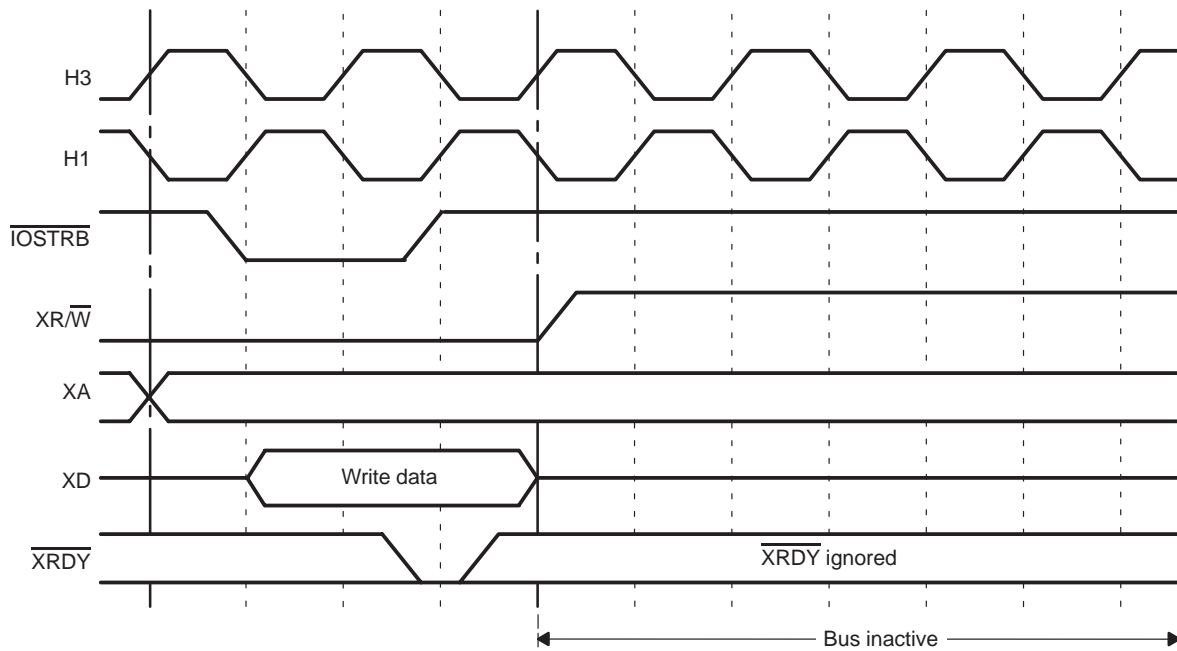 H3
H1
IOSTRB
XR/W
XA
XD
Write data
XRDY
XRDY ignored
Bus inactive